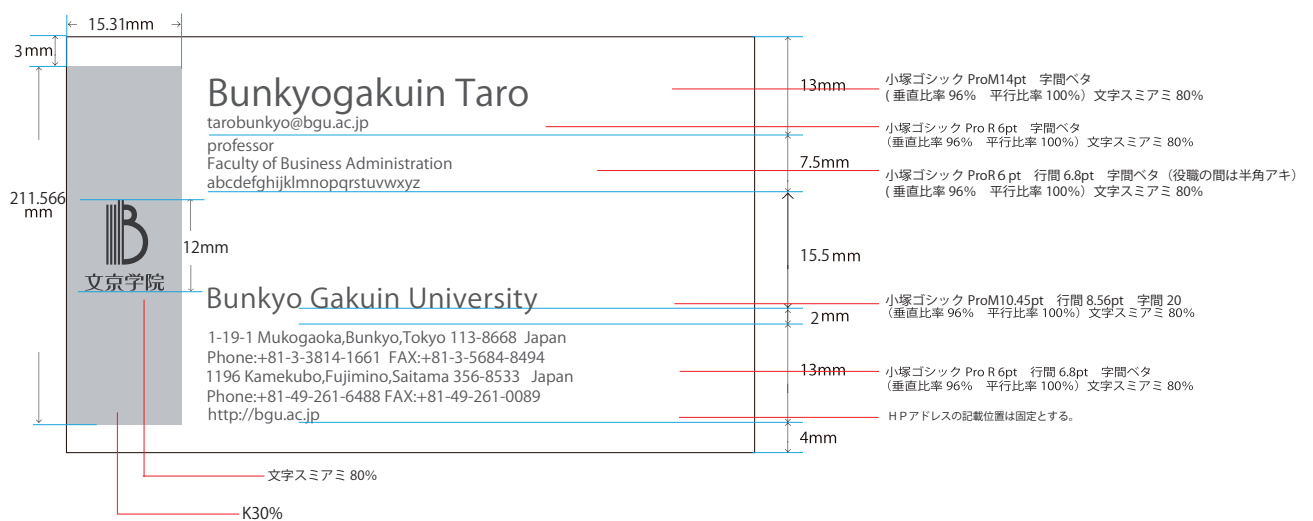 15.31mm
3mm
211.566
mm
12mm
文京学院
Bunkyogakuin Taro
tarobunkyo@bgu.ac.jp
professor
Faculty of Business Administration
abcdefghijklmnopqrstuvwxyz
Bunkyo Gakuin University
1-19-1 Mukogaoka,Bunkyo,Tokyo 113-8668 Japan
Phone:+81-3-3814-1661 FAX:+81-3-5684-8494
1196 Kamekubo,Fujimino,Saitama 356-8533 Japan
Phone:+81-49-261-6488 FAX:+81-49-261-0089
http://bgu.ac.jp
13mm
7.5mm
15.5mm
2mm
13mm
4mm
小塚ゴシック ProM14pt 字間ベタ
(垂直比率 96% 平行比率 100%）文字スミアミ 80%
小塚ゴシック Pro R 6pt 字間ベタ
（垂直比率 96% 平行比率 100%）文字スミアミ 80%
小塚ゴシック ProR 6 pt 行間 6.8pt 字間ベタ（役職の間は半角アキ）
(垂直比率 96% 平行比率 100%）文字スミアミ 80%
小塚ゴシック ProM10.45pt 行間 8.56pt 字間 20
（垂直比率 96% 平行比率 100%）文字スミアミ 80%
小塚ゴシック Pro R 6pt 行間 6.8pt 字間ベタ
（垂直比率 96% 平行比率 100%）文字スミアミ 80%
ＨＰアドレスの記載位置は固定とする。
文字スミアミ 80%
K30%